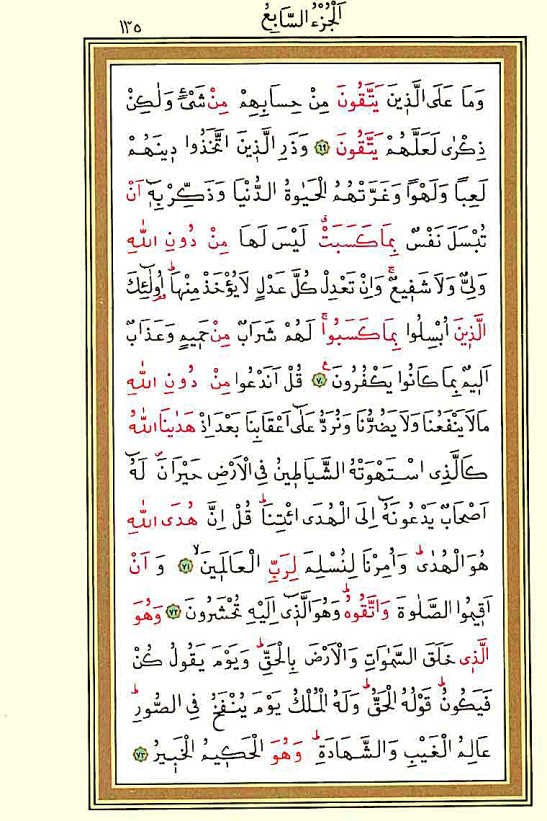 اَلْجُزْءُ السَّابِعُ
١٣٥
وَمَا عَلَى الَّذ۪ينَ يَتَّقُونَ مِنْ حِسَابِهِمْ مِنْ شَىْءٍ وَلٰكِنْ
ذِكْرٰى لَعَلَّهُمْ يَتَّقُونَ ﴿٦٩﴾ وَذَرِ الَّذ۪ينَ اتَّخَذُوا د۪ينَهُمْ
لَعِبًا وَلَهْوًا وَغَرَّتْهُمُ الْحَيٰوةُ الدُّنْيَا وَذَكِّرْ بِه۪ٓ اَنْ
تُبْسَلَ نَفْسٌ بِمَا كَسَبَتْۗ لَيْسَ لَهَا مِنْ دُونِ اللّٰهِ
وَلِىٌّ وَلَا شَف۪يعٌۚ وَاِنْ تَعْدِلْ كُلَّ عَدْلٍ لَا يُؤْخَذْ مِنْهَاۜ اُو۬لٰٓئِكَ
الَّذ۪ينَ اُبْسِلُوا بِمَا كَسَبُواۚ لَهُمْ شَرَابٌ مِنْ حَم۪يمٍ وَعَذَابٌ
اَل۪يمٌ بِمَا كَانُوا يَكْفُرُونَ۟ ﴿٧٠﴾ قُلْ اَنَدْعُوا مِنْ دُونِ اللّٰهِ
مَا لَا يَنْفَعُنَا وَلَا يَضُرُّنَا وَنُرَدُّ عَلٰٓى اَعْقَابِنَا بَعْدَ اِذْ هَدٰينَا اللّٰهُ
كَالَّذِى اسْتَهْوَتْهُ الشَّيَاط۪ينُ فِى الْاَرْضِ حَيْرَانَۖ لَهُٓ
اَصْحَابٌ يَدْعُونَهُٓ اِلَى الْهُدَى ائْتِنَاۜ قُلْ اِنَّ هُدَى اللّٰهِ
هُوَ الْهُدٰىۜ وَاُمِرْنَا لِنُسْلِمَ لِرَبِّ الْعَالَم۪ينَۙ ﴿٧١﴾ وَاَنْ
اَق۪يمُوا الصَّلٰوةَ وَاتَّقُوهُۜ وَهُوَ الَّذ۪ٓى اِلَيْهِ تُحْشَرُونَ ﴿٧٢﴾ وَهُوَ
الَّذ۪ى خَلَقَ السَّمٰوَاتِ وَالْاَرْضَ بِالْحَقِّۜ وَيَوْمَ يَقُولُ كُنْ
فَيَكُونُۜ قَوْلُهُ الْحَقُّۜ وَلَهُ الْمُلْكُ يَوْمَ يُنْفَخُ فِى الصُّورِۜ
عَالِمُ الْغَيْبِ وَالشَّهَادَةِۜ وَهُوَ الْحَك۪يمُ الْخَب۪يرُ ﴿٧٣﴾